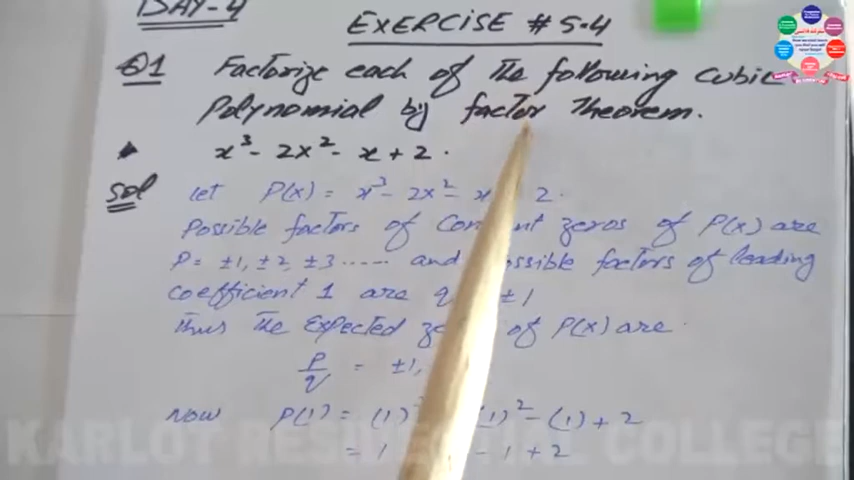 DAY-4
EXERCISE # 5.4
Q1 Factorize each of The following Cubic
Polynomial by factor Theorem.
x³ - 2x² - x + 2 .
Sol let P(x) = x³ - 2x² - x 2 .
Possible factors of zeros of P(x) are
P = ±1, ±2, ±3 ...... and factors of leading
coefficient 1 are q ±1
Thus The Expected of P(x) are
P/q = ±1,
Now P(1) = (1) (1)² - (1) + 2
= 1 - 1 + 2
KARLOT RESIDENTIAL COLLEGE